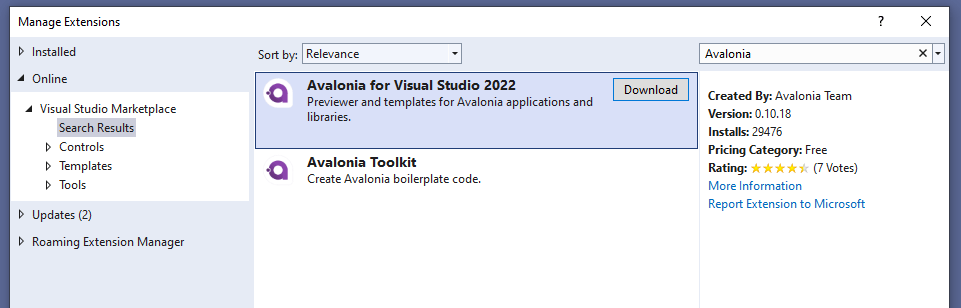 Manage Extensions
Installed
Online
Visual Studio Marketplace
Search Results
Controls
Templates
Tools
Updates (2)
Roaming Extension Manager
Sort by: Relevance
Avalonia for Visual Studio 2022
Download
Previewer and templates for Avalonia applications and
libraries.
Avalonia Toolkit
Create Avalonia boilerplate code.
Avalonia
Created By: Avalonia Team
Version: 0.10.18
Installs: 29476
Pricing Category: Free
Rating: (7 Votes)
More Information
Report Extension to Microsoft